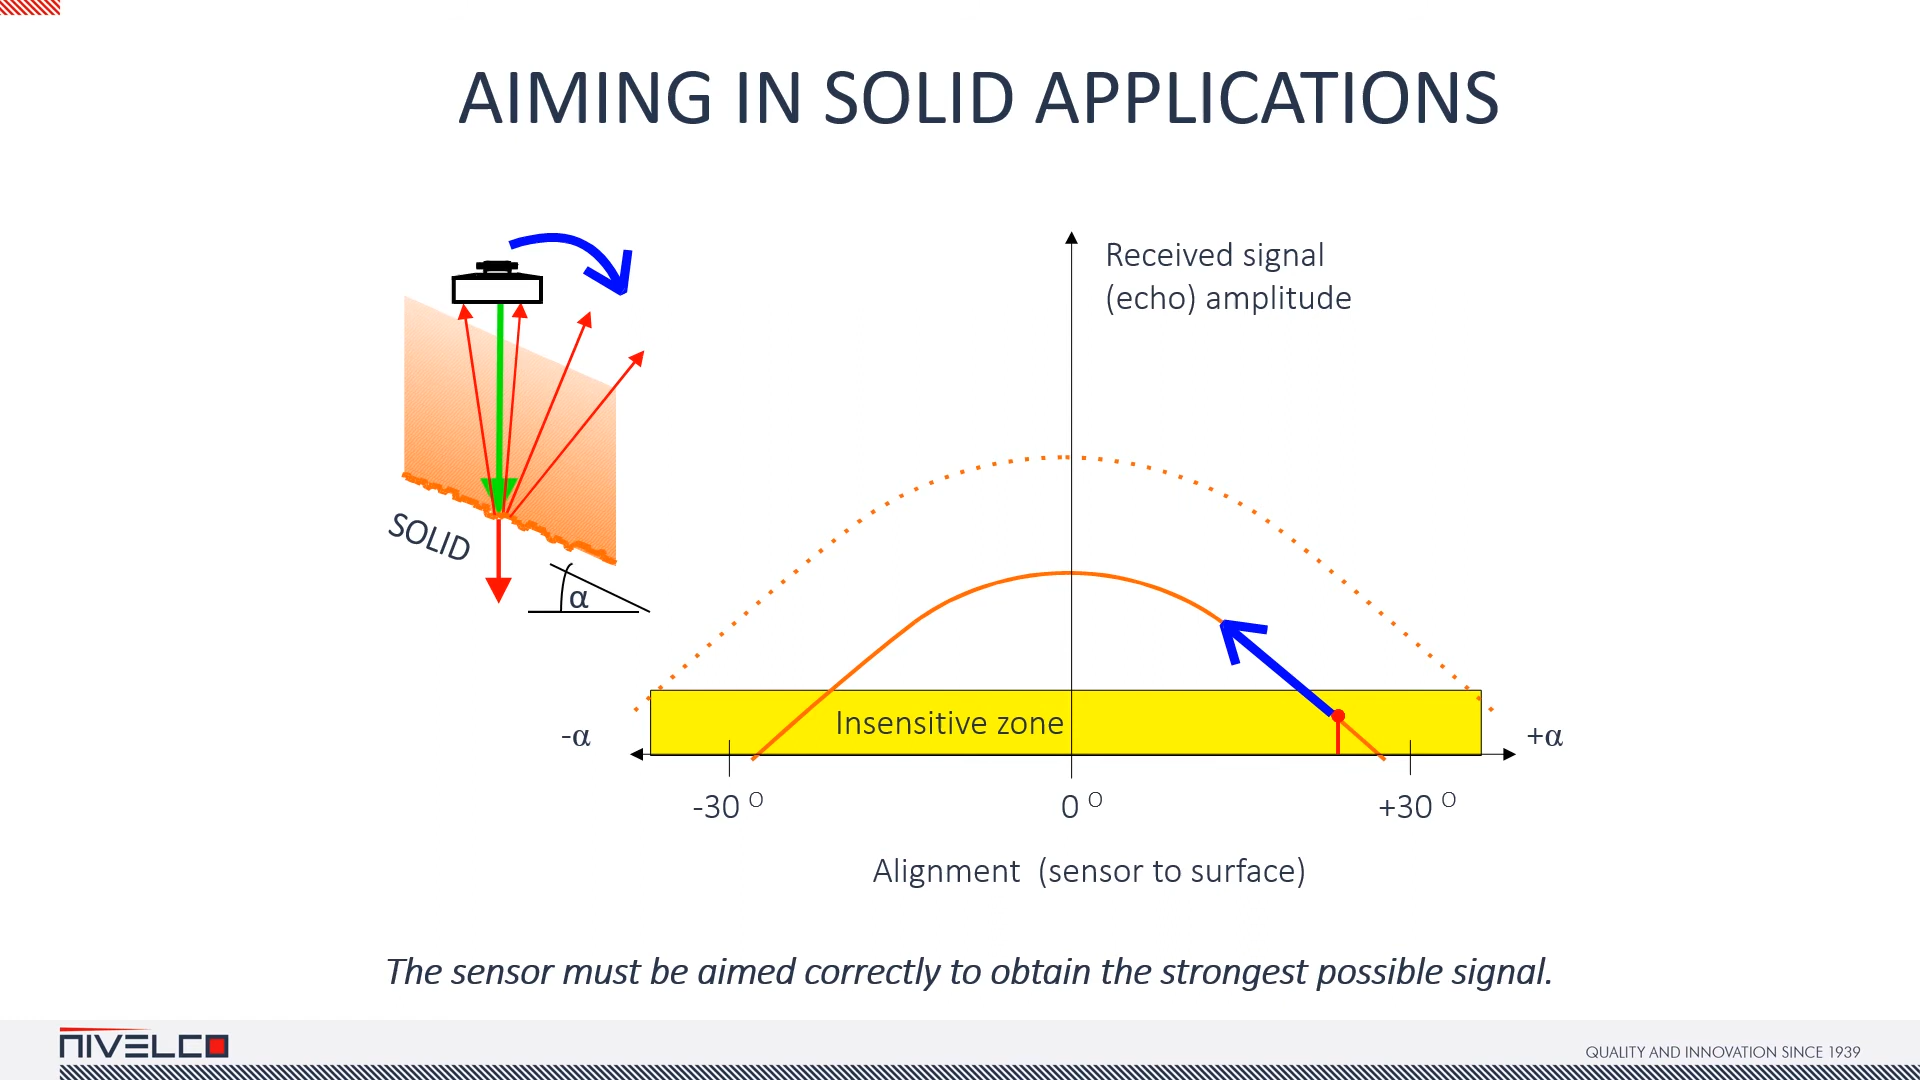 AIMING IN SOLID APPLICATIONS
Received signal
(echo) amplitude
SOLID
α
Insensitive zone
-α
+α
-30 °
0 °
+30 °
Alignment (sensor to surface)
The sensor must be aimed correctly to obtain the strongest possible signal.
NIVELCO
QUALITY AND INNOVATION SINCE 1939